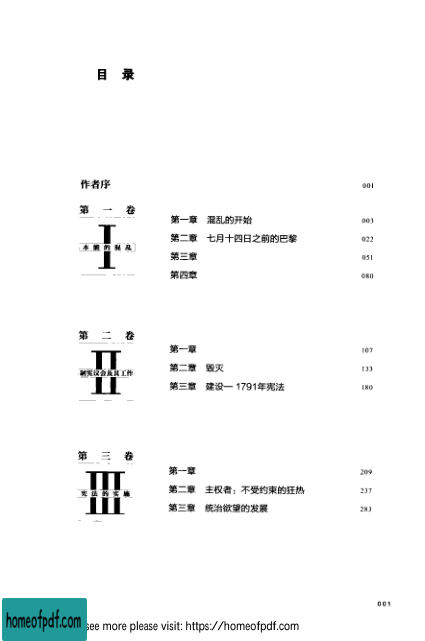 目 录
作者序 001
第 一 卷
I
本能的混乱
第一章 混乱的开始 003
第二章 七月十四日之前的巴黎 022
第三章 051
第四章 080
第 二 卷
II
制宪议会及其工作
第一章 107
第二章 毁灭 133
第三章 建设— 1791年宪法 180
第 三 卷
III
宪法的实施
第一章 209
第二章 主权者：不受约束的狂热 237
第三章 统治欲望的发展 283
001
homeofpdf.com
see more please visit: https://homeofpdf.com